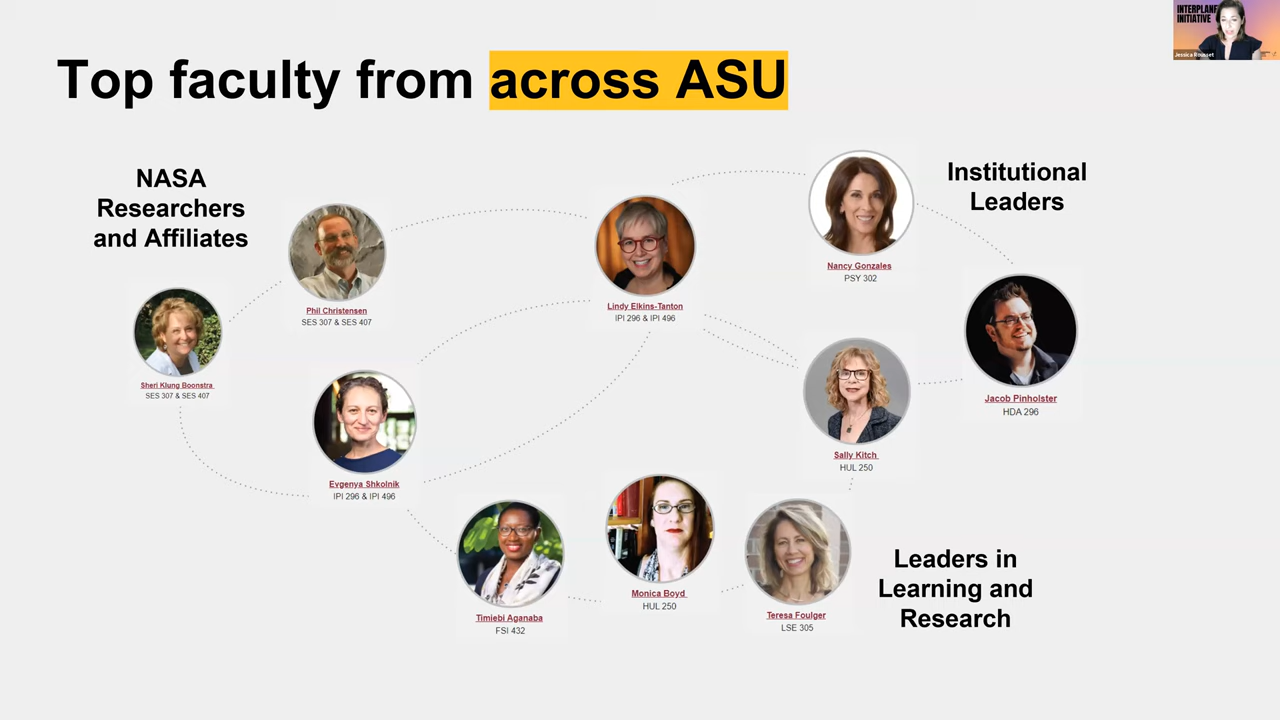 Top faculty from across ASU
INTERPLANE
INITIATIVE
Jessica Rousset
NASA
Researchers
and Affiliates
Institutional
Leaders
Phil Christensen
SES 307 & SES 407
Lindy Elkins-Tanton
IPI 296 & IPI 496
Nancy Gonzales
PSY 302
Sheri Klung Boonstra
SES 307 & SES 407
Jacob Pinholster
HDA 296
Evgenya Shkolnik
IPI 296 & IPI 496
Sally Kitch
HUL 250
Timiebi Aganaba
FSI 432
Monica Boyd
HUL 250
Teresa Foulger
LSE 305
Leaders in
Learning and
Research